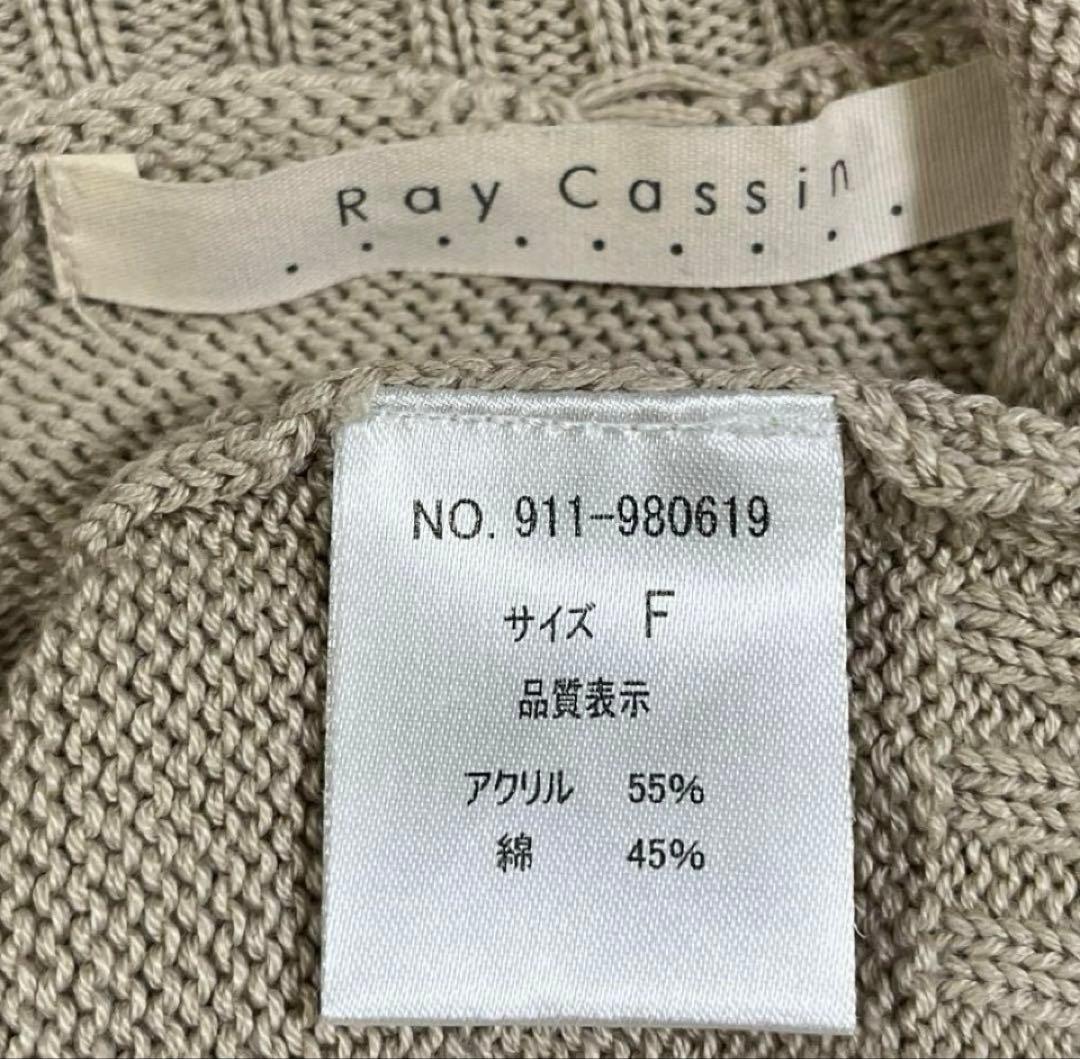 Ray Cassin
NO. 911-980619
サイズ F
品質表示
アクリル 55%
綿 45%